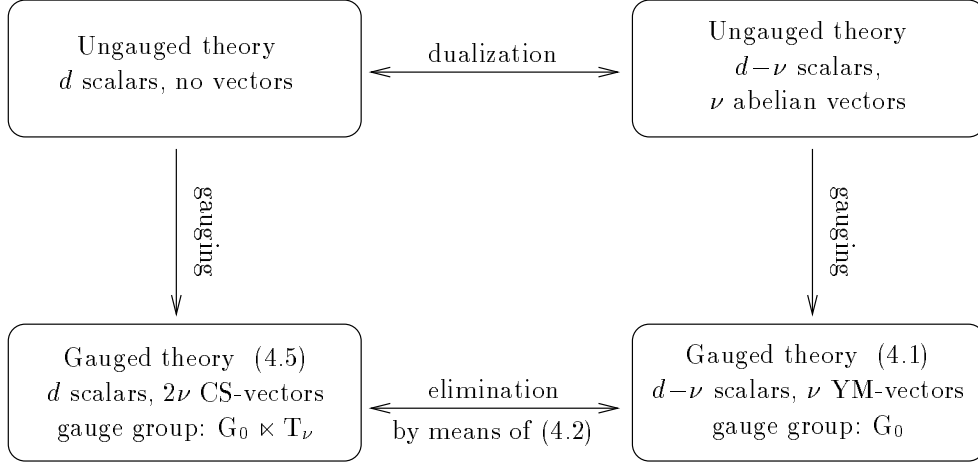 Ungauged theory
d scalars, no vectors
dualization
Ungauged theory
d−ν scalars,
ν abelian vectors
gauging
gauging
Gauged theory (4.5)
d scalars, 2ν CS-vectors
gauge group: G₀ ⋉ T_ν
elimination
by means of (4.2)
Gauged theory (4.1)
d−ν scalars, ν YM-vectors
gauge group: G₀